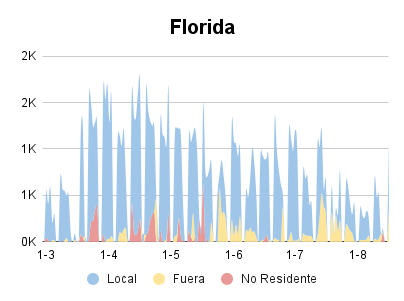 Florida
2K
2K
1K
1K
0K
1-3 1-4 1-5 1-6 1-7 1-8
Local Fuera No Residente